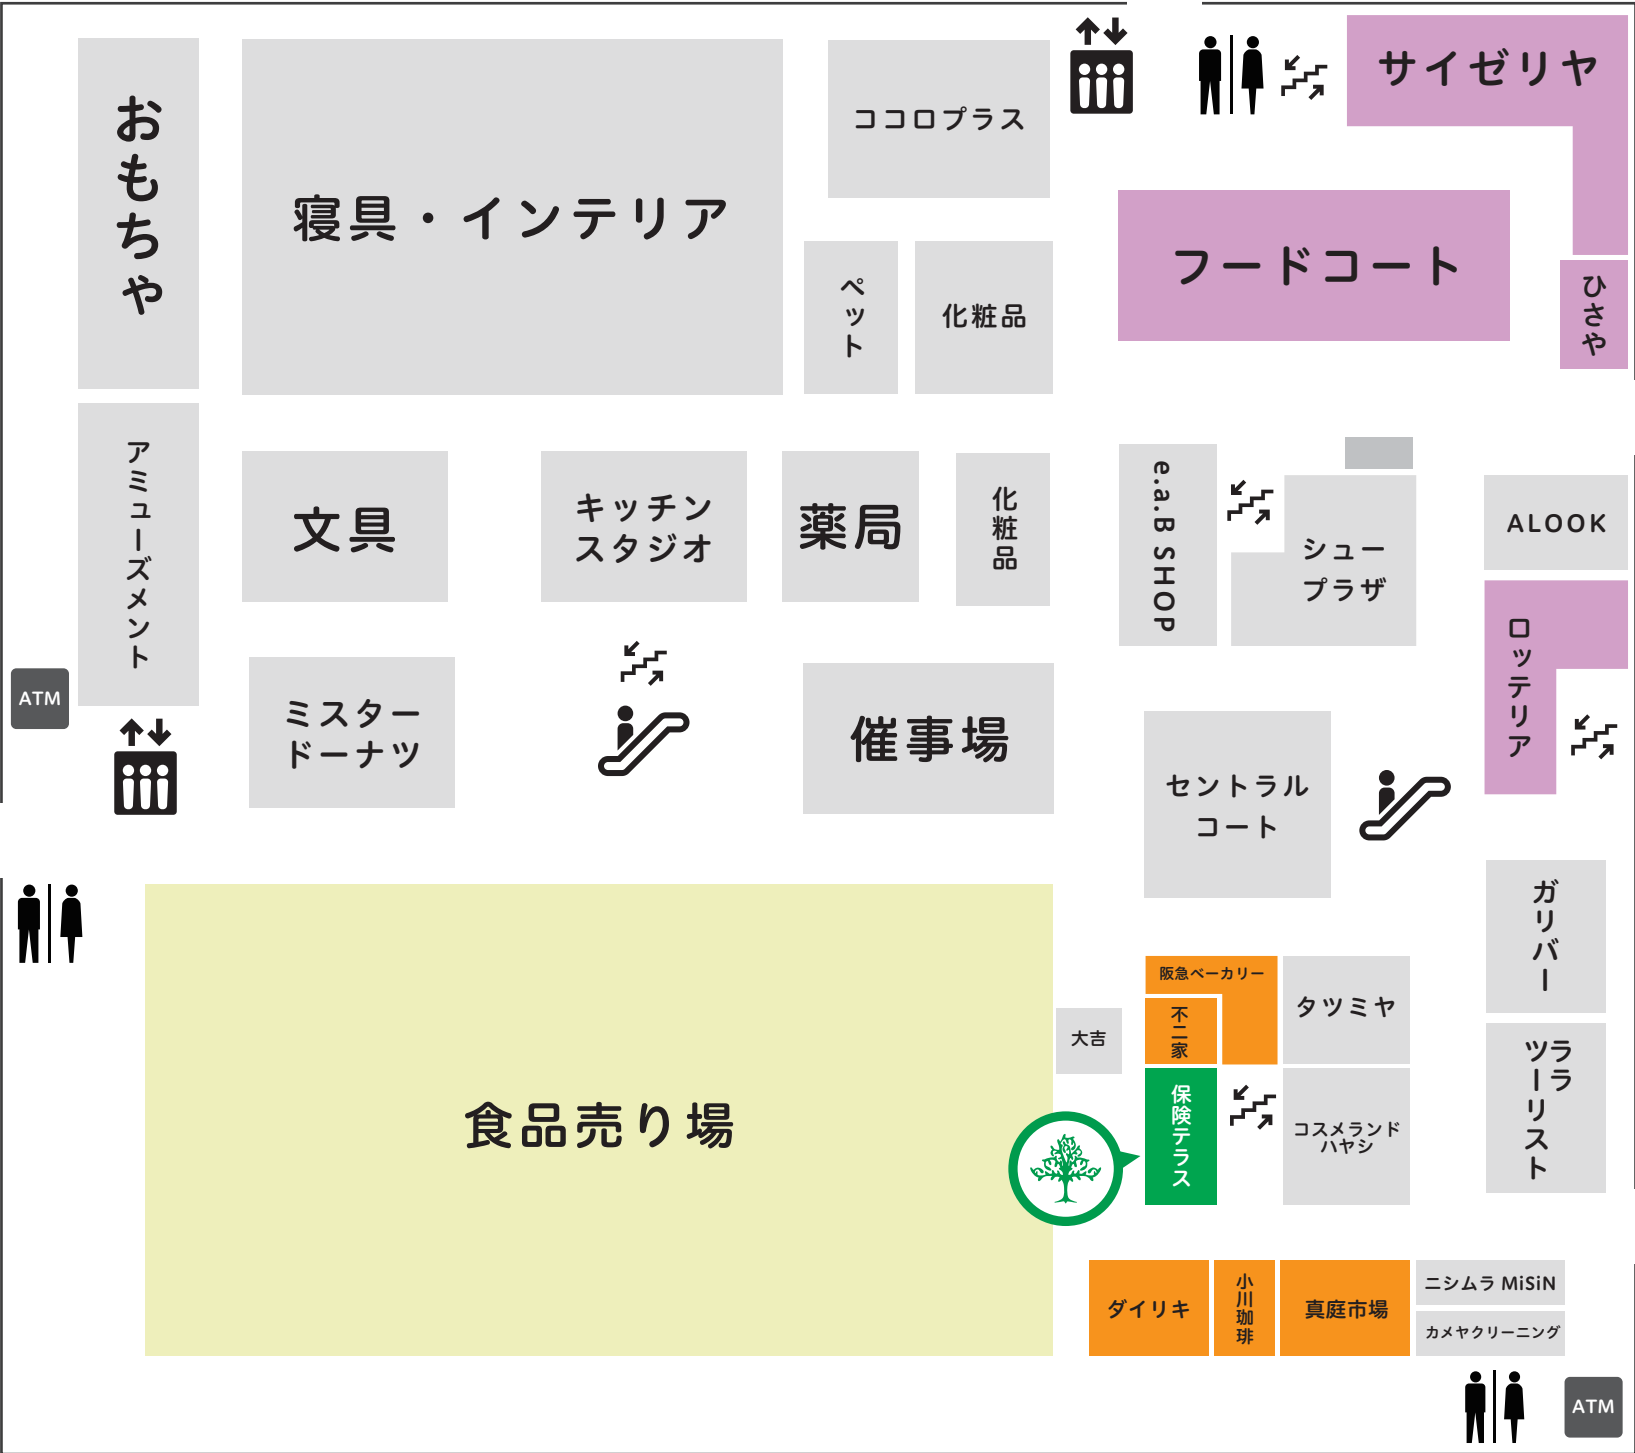 おもちゃ
寝具・インテリア
ココロプラス
サイゼリヤ
フードコート
ひさや
ペット
化粧品
アミューズメント
文具
キッチン
スタジオ
薬局
化粧品
e.a.B SHOP
シュー
プラザ
ALOOK
ロッテリア
ATM
ミスター
ドーナツ
催事場
セントラル
コート
ガリバー
食品売り場
大吉
阪急ベーカリー
不二家
タツミヤ
保険テラス
コスメランド
ハヤシ
ララ
ツーリスト
ダイリキ
小川珈琲
真庭市場
ニシムラ MiSiN
カメヤクリーニング
ATM